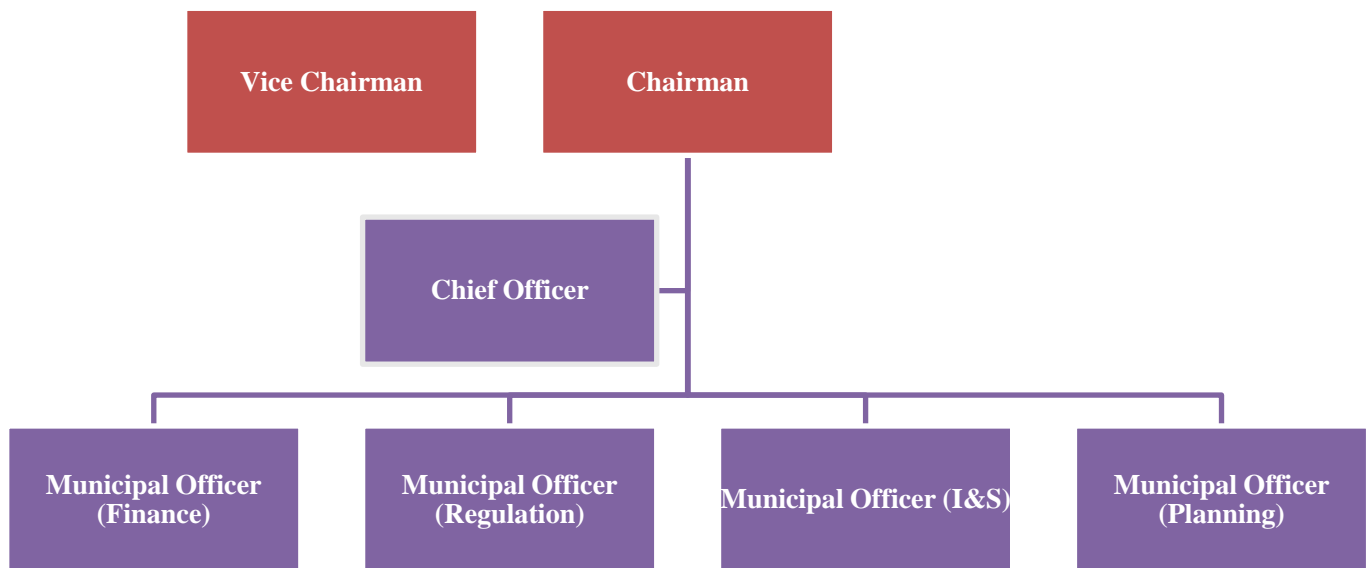 Vice Chairman
Chairman
Chief Officer
Municipal Officer
(Finance)
Municipal Officer
(Regulation)
Municipal Officer (I&S)
Municipal Officer
(Planning)